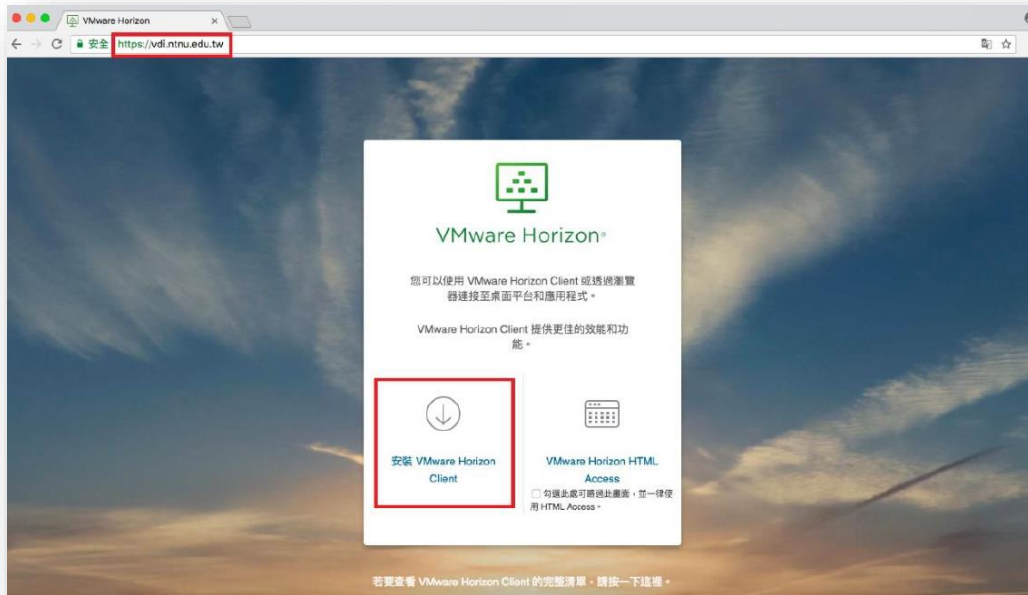 VMware Horizon
安全
https://vdi.ntnu.edu.tw
VMware Horizon®
您可以使用 VMware Horizon Client 或透過瀏覽
器連接至桌面平台和應用程式。
VMware Horizon Client 提供更佳的效能和功
能。
安裝 VMware Horizon
Client
VMware Horizon HTML
Access
勾選此處可略過此畫面，並一律使
用 HTML Access。
若要查看 VMware Horizon Client 的完整清單，請按一下這裡。